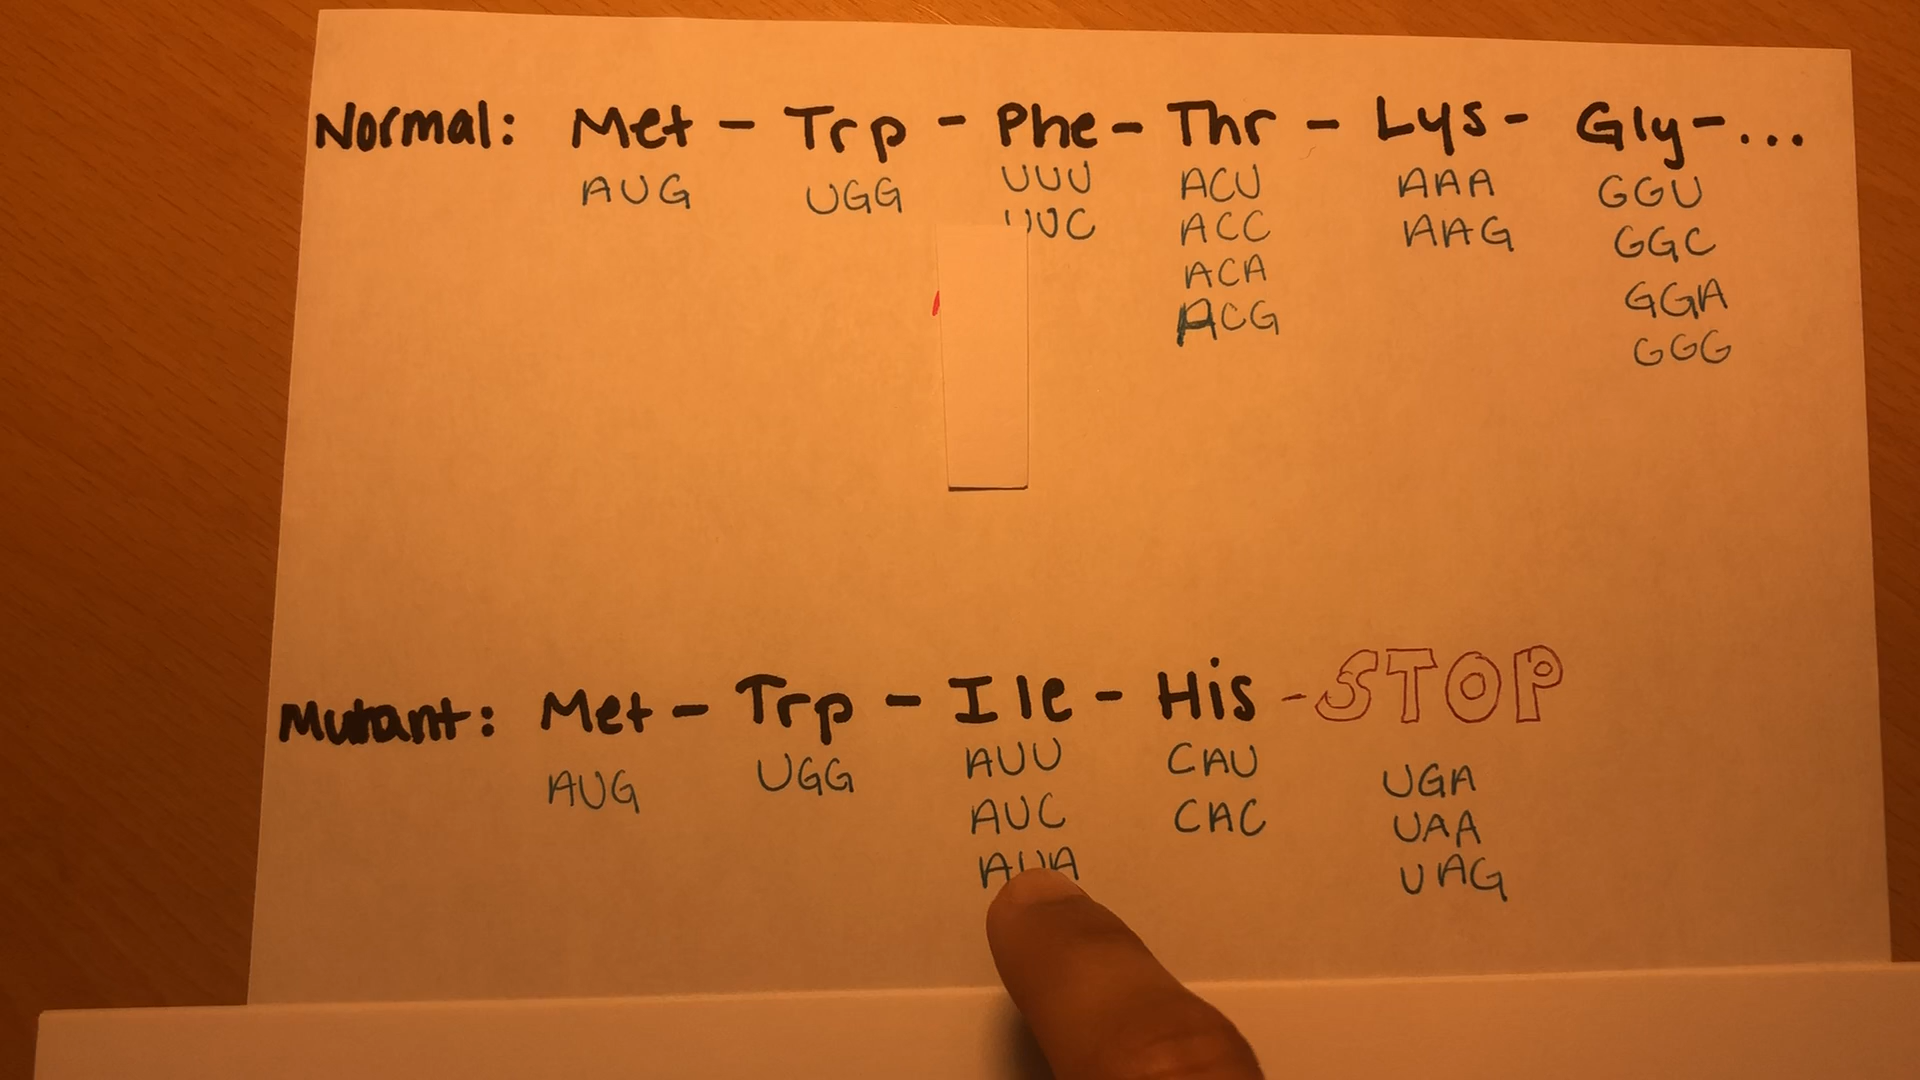 Normal: Met - Trp - Phe - Thr - Lys - Gly - ...
AUG UGG UUU ACU AAA GGU
UUC ACC AAG GGC
ACA GGA
ACG GGG
Mutant: Met - Trp - Ile - His - STOP
AUG UGG AUU CAU UGA
AUC CAC UAA
AUA UAG